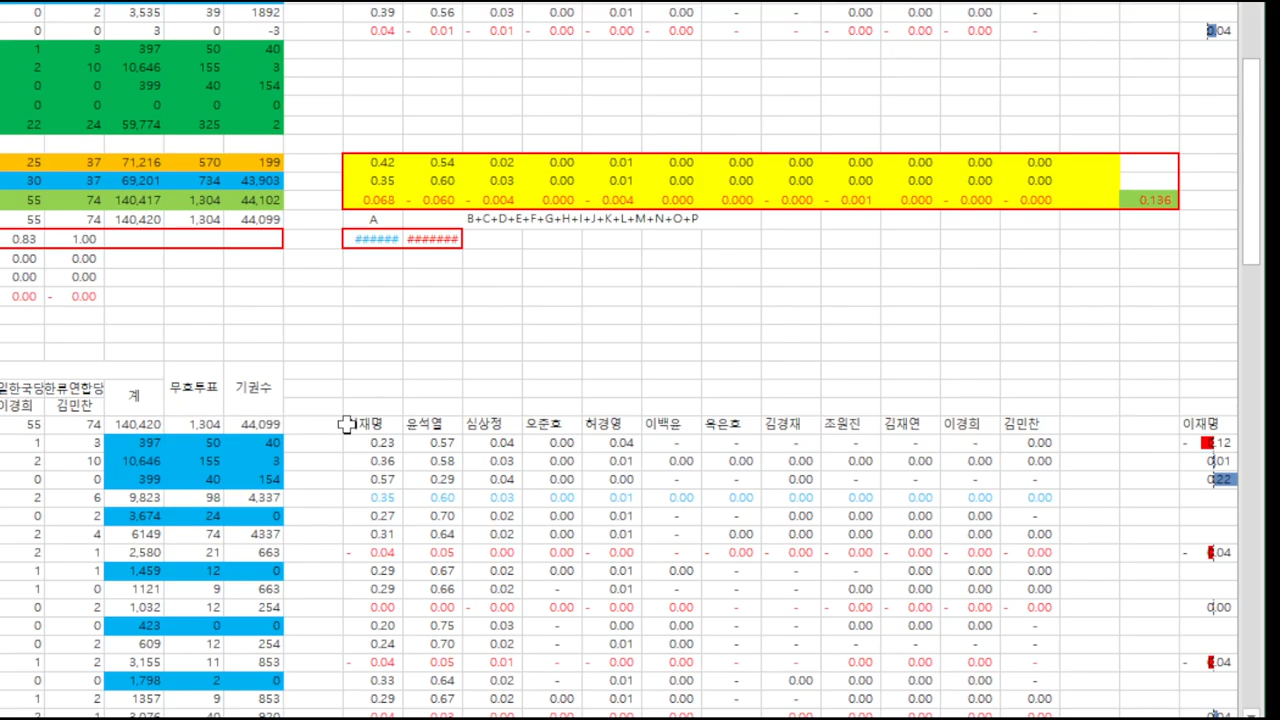 0 2 3,535 39 1892 0.39 0.56 0.03 0.00 0.01 0.00 - - 0.00 0.00 0.00 -
0 0 3 0 -3 0.04 - 0.01 - 0.01 - 0.00 - 0.00 - 0.00 - - - 0.00 - 0.00 - 0.00 - 0.04
1 3 397 50 40
2 10 10,646 155 3
0 0 399 40 154
0 0 0 0 0
22 24 59,774 325 2
25 37 71,216 570 199 0.42 0.54 0.02 0.00 0.01 0.00 0.00 0.00 0.00 0.00 0.00 0.00
30 37 69,201 734 43,903 0.35 0.60 0.03 0.00 0.01 0.00 0.00 0.00 0.00 0.00 0.00 0.00
55 74 140,417 1,304 44,102 0.068 - 0.060 - 0.004 - 0.000 - 0.004 - 0.000 - 0.000 - 0.000 - 0.001 - 0.000 - 0.000 - 0.000 0.136
55 74 140,420 1,304 44,099 A B+C+D+E+F+G+H+I+J+K+L+M+N+O+P
0.83 1.00 ###### #######
0.00 0.00
0.00 0.00
0.00 - 0.00
한류연합당 계 무효투표 기권수
이경희 김민찬
55 74 140,420 1,304 44,099 재명 윤석열 심상정 오준호 허경영 이백윤 옥은호 김경재 조원진 김재연 이경희 김민찬 이재명
1 3 397 50 40 0.23 0.57 0.04 0.00 0.04 - - - - - - 0.00 - .12
2 10 10,646 155 3 0.36 0.58 0.03 0.00 0.01 0.00 0.00 0.00 0.00 0.00 0.00 0.00 0.01
0 0 399 40 154 0.57 0.29 0.04 0.00 0.00 - - 0.00 - - - - 0.22
2 6 9,823 98 4,337 0.35 0.60 0.03 0.00 0.01 0.00 0.00 0.00 0.00 0.00 0.00 0.00
0 2 3,674 24 0 0.27 0.70 0.02 0.00 0.01 - - 0.00 0.00 0.00 0.00 -
2 4 6149 74 4337 0.31 0.64 0.02 0.00 0.01 - 0.00 0.00 0.00 0.00 0.00 0.00
2 1 2,580 21 663 - 0.04 0.05 0.00 0.00 - 0.00 - - 0.00 - 0.00 - 0.00 - 0.00 - 0.00 - 0.00 - 0.04
1 1 1,459 12 0 0.29 0.67 0.02 0.00 0.01 0.00 - - - 0.00 0.00 0.00
1 0 1121 9 663 0.29 0.66 0.02 - 0.01 0.00 - - 0.00 0.00 0.00 -
0 2 1,032 12 254 0.00 0.00 - 0.00 - 0.00 - 0.00 - 0.00 - - - 0.00 - 0.00 - 0.00 - 0.00 0.00
0 0 423 0 0 0.20 0.75 0.03 - 0.00 0.00 - - - 0.00 0.00 -
0 2 609 12 254 0.24 0.70 0.02 - 0.01 0.00 - - - - - 0.00
1 2 3,155 11 853 - 0.04 0.05 0.01 - - 0.00 - 0.00 - - 0.00 0.00 - 0.00 - - 0.04
0 0 1,798 2 0 0.33 0.64 0.02 - 0.00 0.00 - 0.00 0.00 0.00 0.00 -
1 2 1357 9 853 0.29 0.67 0.02 0.00 0.01 0.00 - - 0.00 0.00 0.00 0.00